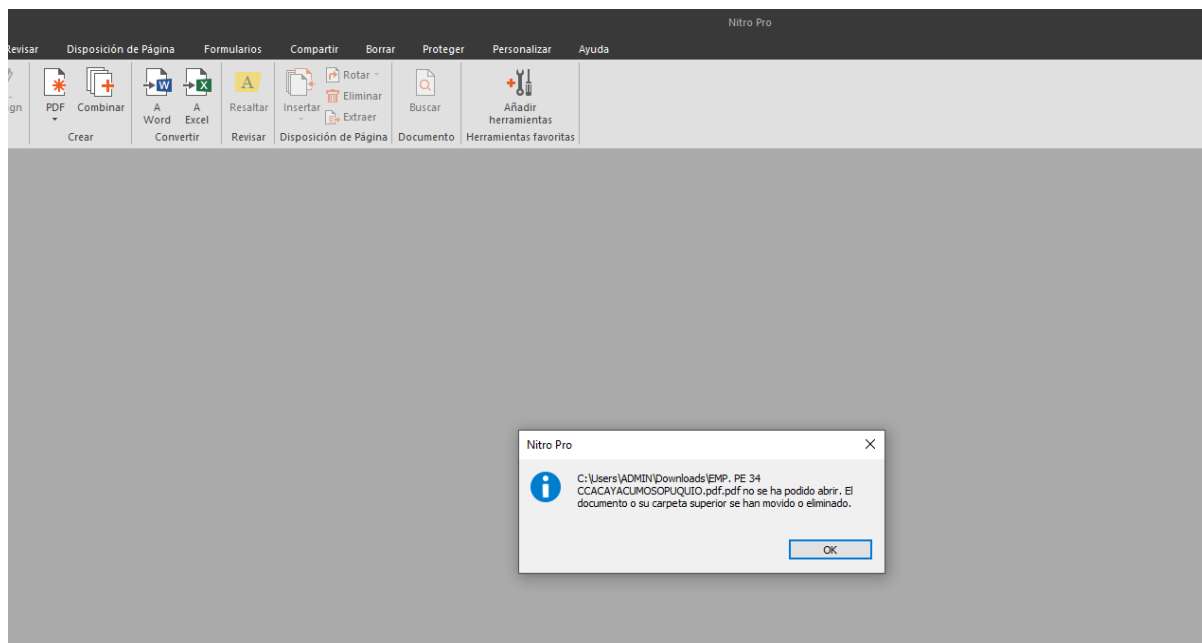 Nitro Pro
Revisar Disposición de Página Formularios Compartir Borrar Proteger Personalizar Ayuda
gn PDF Combinar A Word A Excel A Resaltar Insertar Rotar Eliminar Extraer Buscar Añadir herramientas
Crear Convertir Revisar Disposición de Página Documento Herramientas favoritas
Nitro Pro
C:\Users\ADMIN\Downloads\EMP. PE 34
CCACAYACUMOSOPUQUIO.pdf.pdf no se ha podido abrir. El
documento o su carpeta superior se han movido o eliminado.
OK